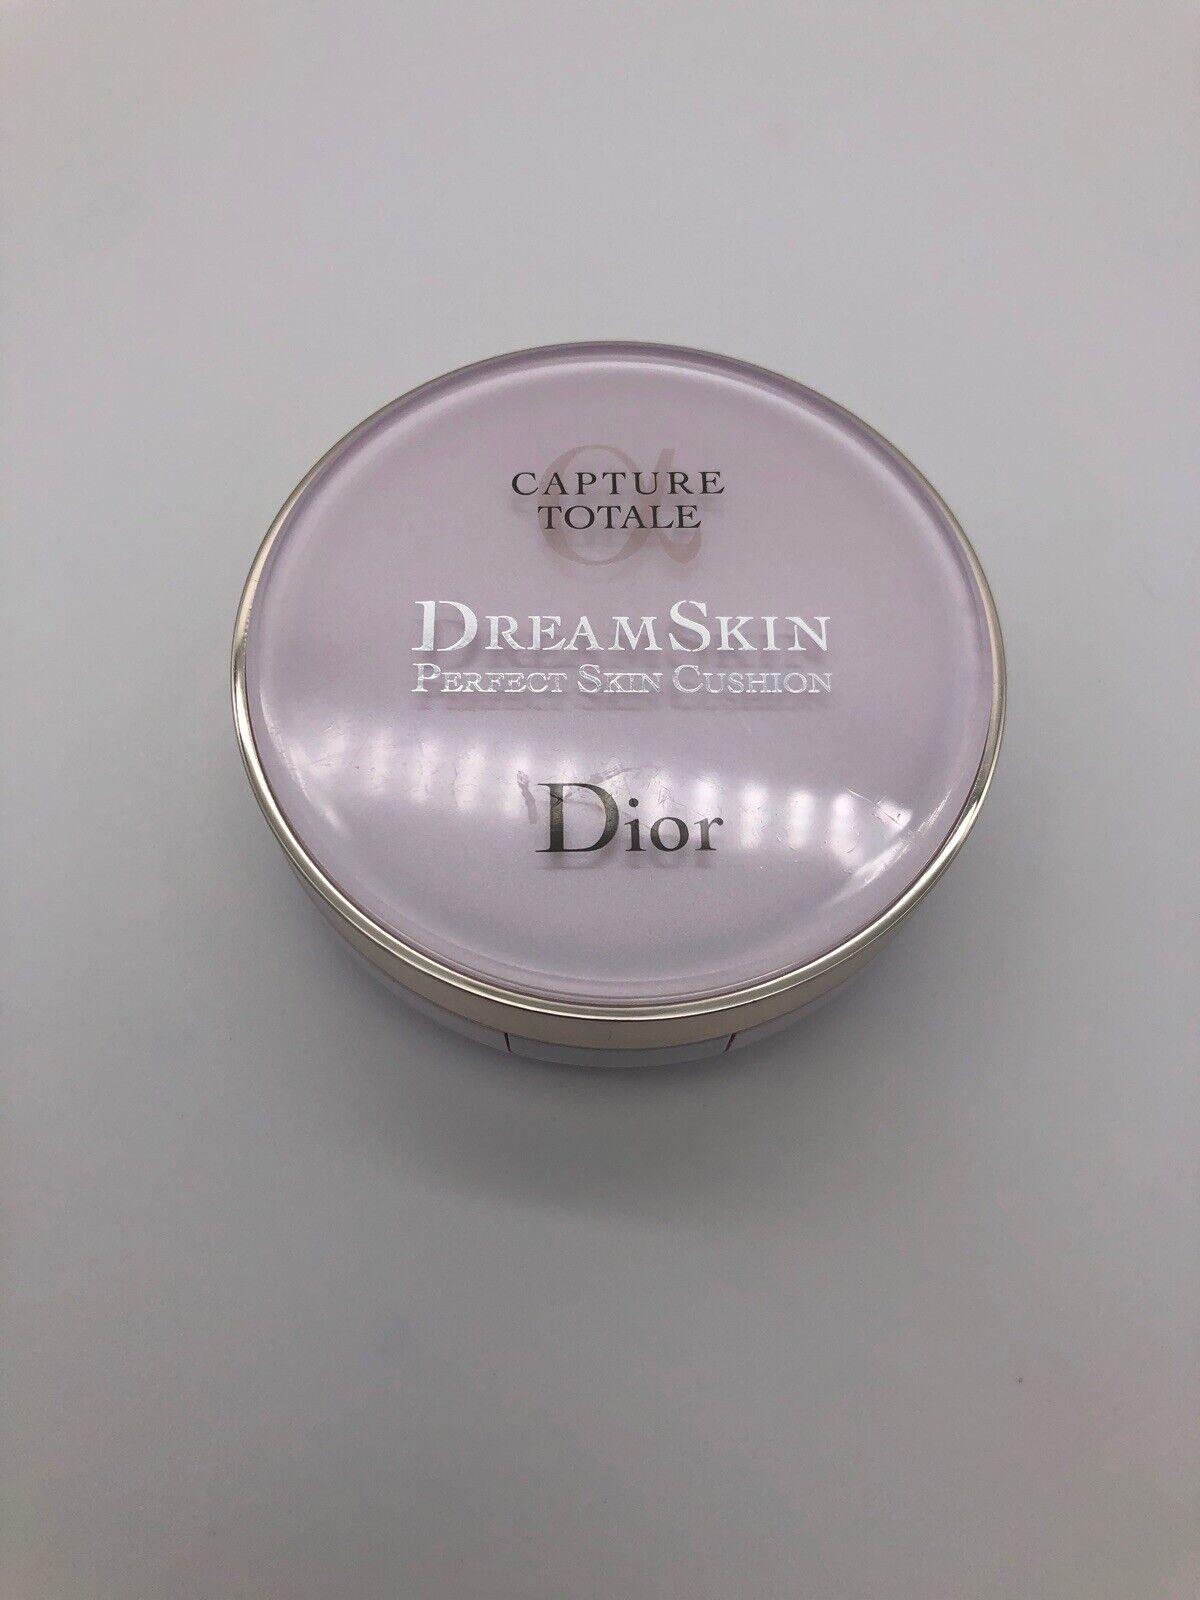 CAPTURE
TOTALE
DREAMSKIN
PERFECT SKIN CUSHION
Dior